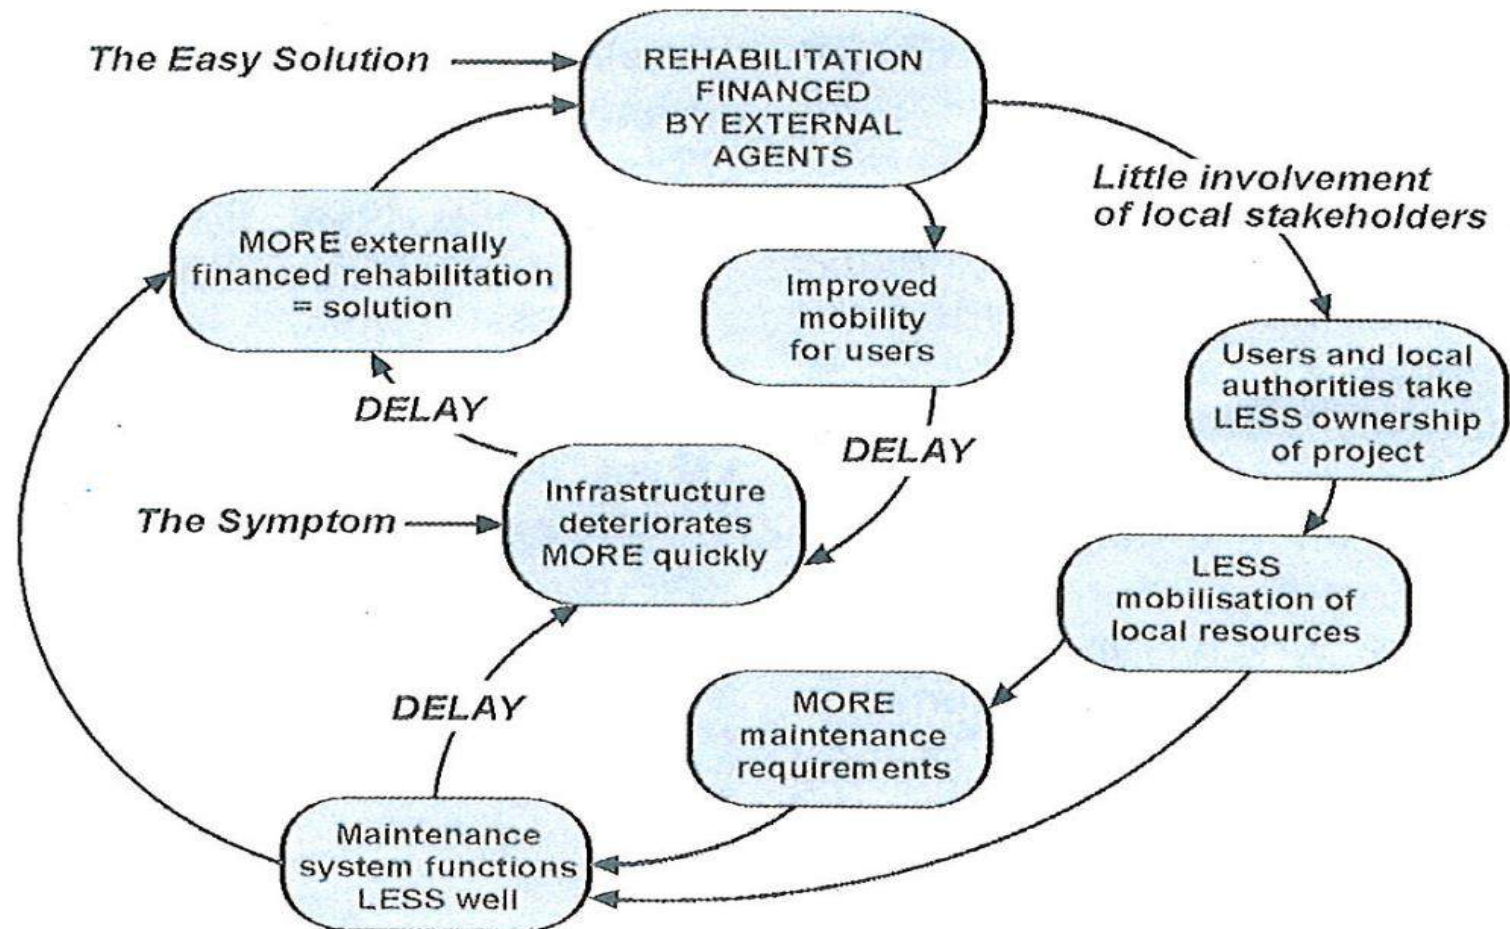 The Easy Solution
REHABILITATION
FINANCED
BY EXTERNAL
AGENTS
Little involvement
of local stakeholders
MORE externally
financed rehabilitation
= solution
Improved
mobility
for users
Users and local
authorities take
LESS ownership
of project
DELAY
DELAY
The Symptom
Infrastructure
deteriorates
MORE quickly
LESS
mobilisation of
local resources
DELAY
MORE
maintenance
requirements
Maintenance
system functions
LESS well